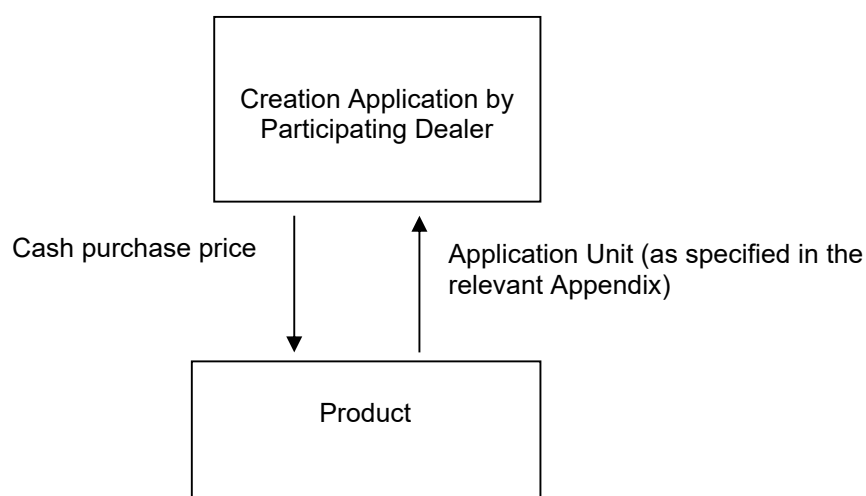 Creation Application by
Participating Dealer
Cash purchase price
Application Unit (as specified in the
relevant Appendix)
Product